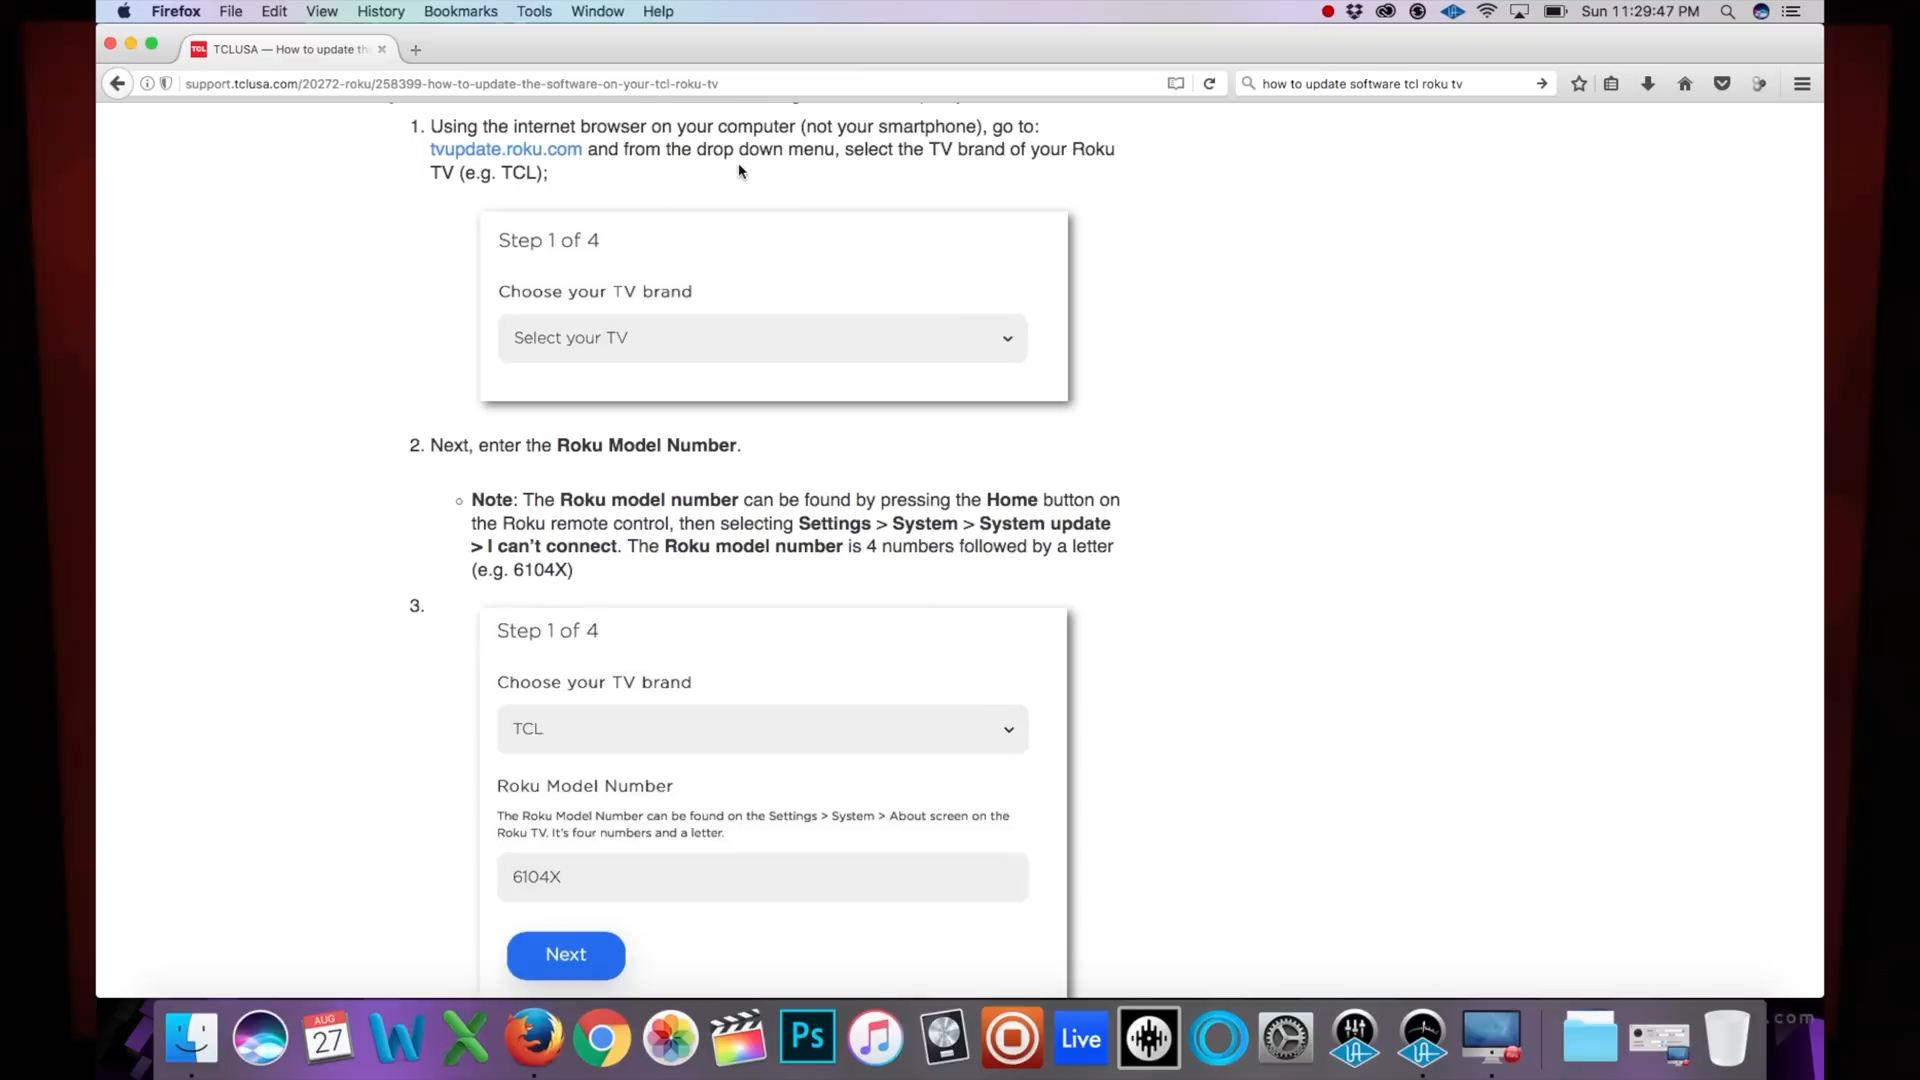 Firefox File Edit View History Bookmarks Tools Window Help Sun 11:29:47 PM
TCL TCLUSA — How to update th
support.tclusa.com/20272-roku/258399-how-to-update-the-software-on-your-tcl-roku-tv how to update software tcl roku tv
1. Using the internet browser on your computer (not your smartphone), go to:
tvupdate.roku.com and from the drop down menu, select the TV brand of your Roku
TV (e.g. TCL);
Step 1 of 4
Choose your TV brand
Select your TV
2. Next, enter the Roku Model Number.
Note: The Roku model number can be found by pressing the Home button on
the Roku remote control, then selecting Settings > System > System update
> I can’t connect. The Roku model number is 4 numbers followed by a letter
(e.g. 6104X)
3.
Step 1 of 4
Choose your TV brand
TCL
Roku Model Number
The Roku Model Number can be found on the Settings > System > About screen on the
Roku TV. It's four numbers and a letter.
6104X
Next
AUG
27
Ps
Live
.com